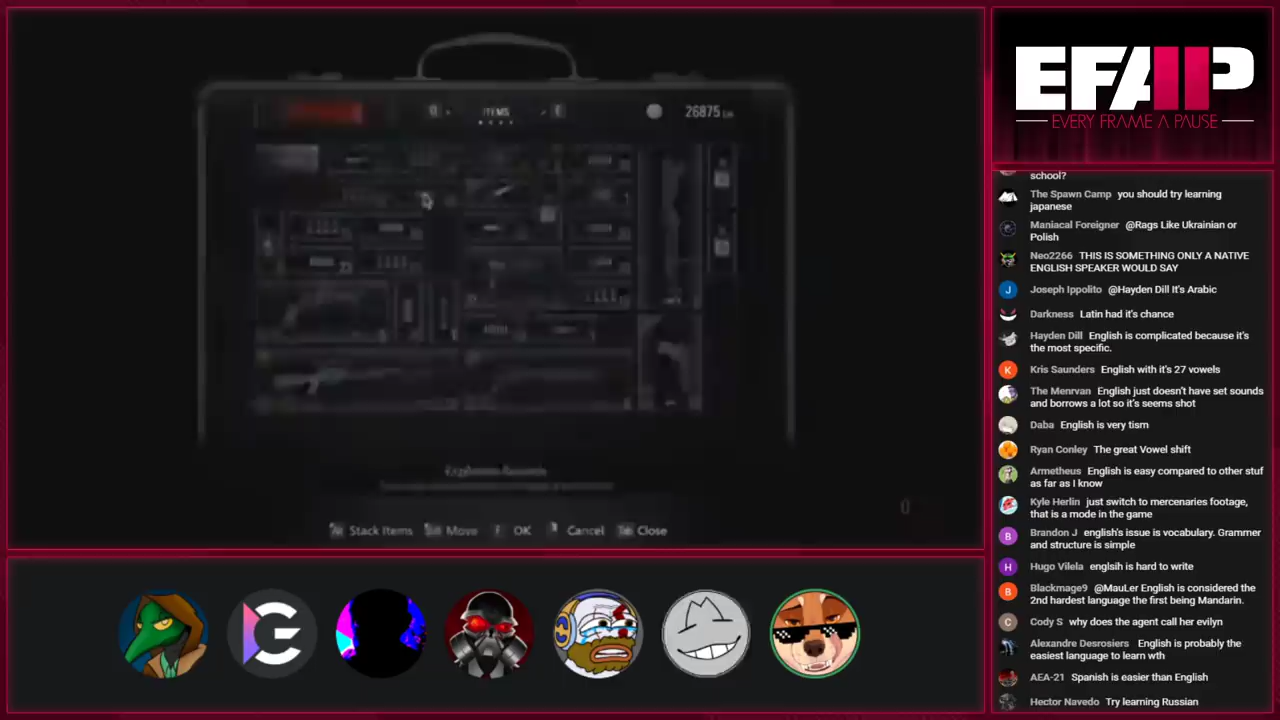 ITEMS
26875
Stack Items
Move
OK
Cancel
Close
0
EFAP
EVERY FRAME A PAUSE
school?
The Spawn Camp you should try learning
japanese
Maniacal Foreigner @Rags Like Ukrainian or
Polish
Neo2266 THIS IS SOMETHING ONLY A NATIVE
ENGLISH SPEAKER WOULD SAY
J
Joseph Ippolito @Hayden Dill It's Arabic
Darkness Latin had it's chance
Hayden Dill English is complicated because it's
the most specific.
K
Kris Saunders English with it's 27 vowels
The Menrvan English just doesn't have set sounds
and borrows a lot so it's seems shot
Daba English is very tism
Ryan Conley The great Vowel shift
Armetheus English is easy compared to other stuf
as far as I know
Kyle Herlin just switch to mercenaries footage,
that is a mode in the game
B
Brandon J english's issue is vocabulary. Grammer
and structure is simple
H
Hugo Vilela englsih is hard to write
B
Blackmage9 @MauLer English is considered the
2nd hardest language the first being Mandarin.
C
Cody S why does the agent call her evilyn
Alexandre Desrosiers English is probably the
easiest language to learn wth
AEA-21 Spanish is easier than English
Hector Navedo Try learning Russian